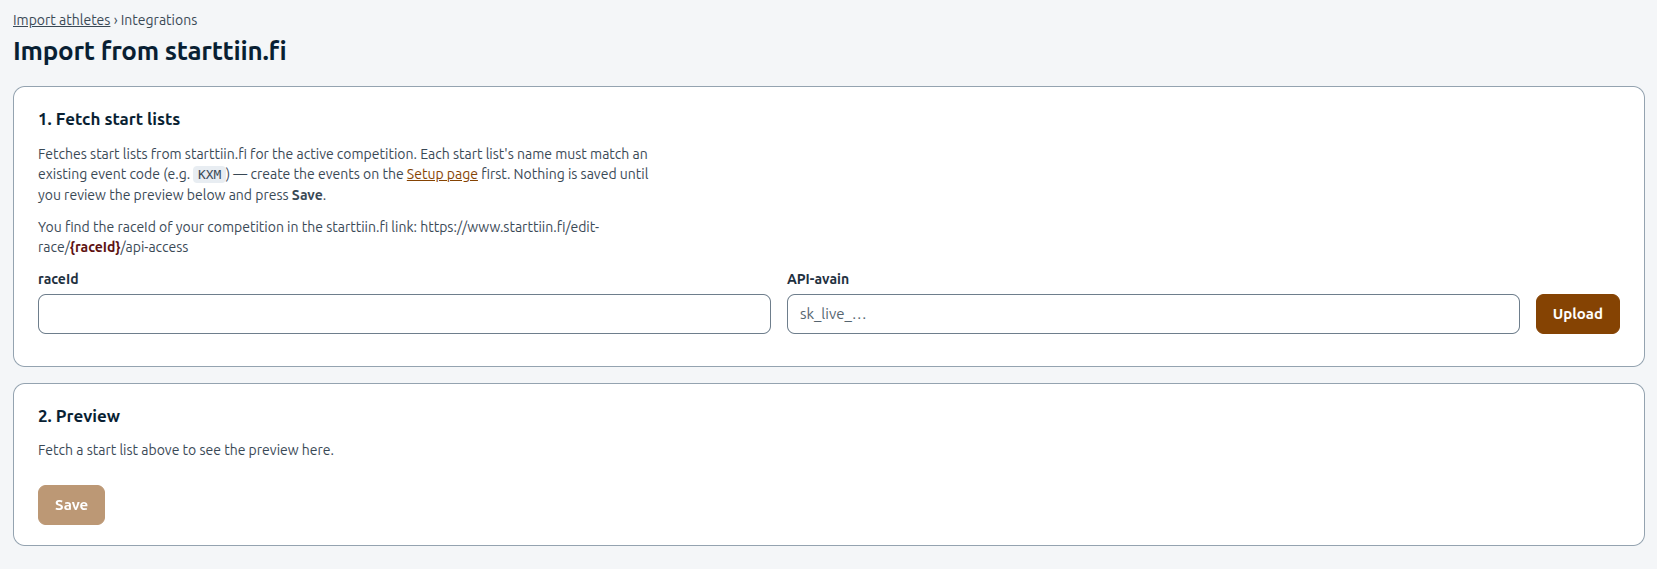 Import athletes › Integrations
Import from starttiin.fi
1. Fetch start lists
Fetches start lists from starttiin.fi for the active competition. Each start list's name must match an
existing event code (e.g. KXM) — create the events on the Setup page first. Nothing is saved until
you review the preview below and press Save.
You find the raceId of your competition in the starttiin.fi link: https://www.starttiin.fi/edit-
race/{raceId}/api-access
raceId
API-avain
sk_live_…
Upload
2. Preview
Fetch a start list above to see the preview here.
Save